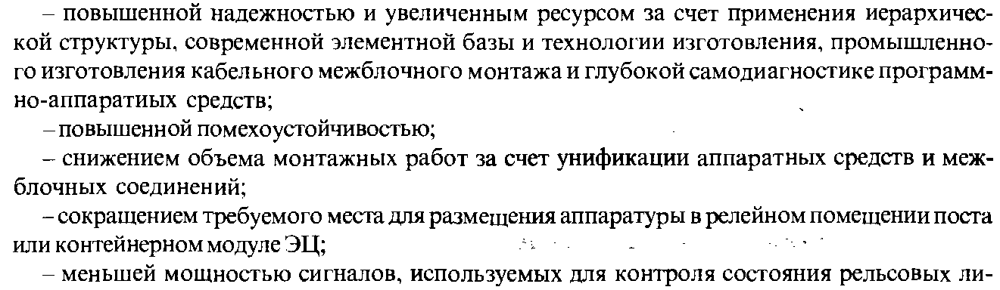 – повышенной надежностью и увеличенным ресурсом за счет применения иерархичес-
кой структуры, современной элементной базы и технологии изготовления, промышленно-
го изготовления кабельного межблочного монтажа и глубокой самодиагностике программ-
но-аппаратных средств;
– повышенной помехоустойчивостью;
– снижением объема монтажных работ за счет унификации аппаратных средств и меж-
блочных соединений;
– сокращением требуемого места для размещения аппаратуры в релейном помещении поста
или контейнерном модуле ЭЦ;
– меньшей мощностью сигналов, используемых для контроля состояния рельсовых ли-